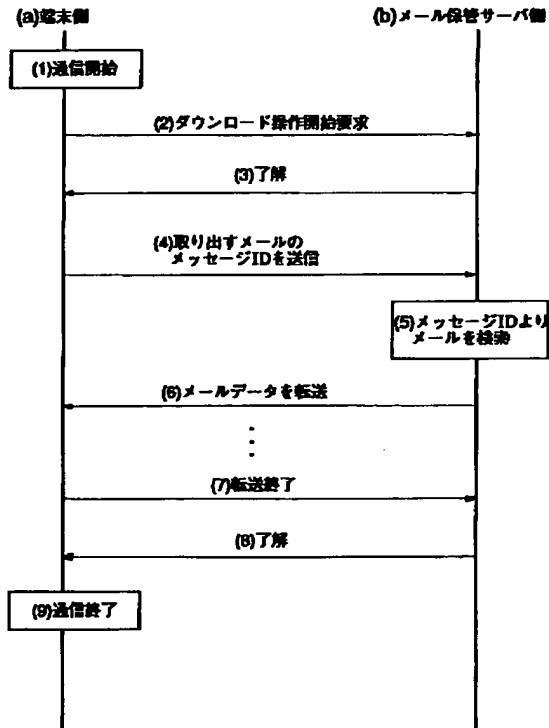 (a)端末側
(b)メール保管サーバ側
(1)通信開始
(2)ダウンロード操作開始要求
(3)了解
(4)取り出すメールの
メッセージIDを送信
(5)メッセージIDより
メールを検索
(6)メールデータを転送
(7)転送終了
(8)了解
(9)通信終了